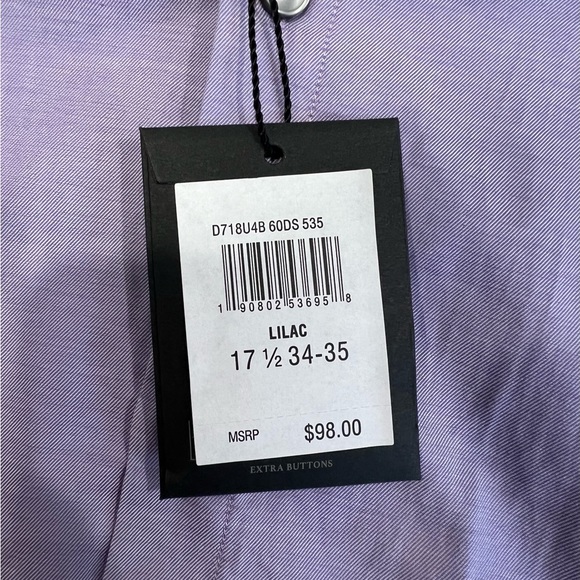 D718U4B 60DS 535
1 90802 53695 8
LILAC
17 ½ 34-35
MSRP $98.00
EXTRA BUTTONS